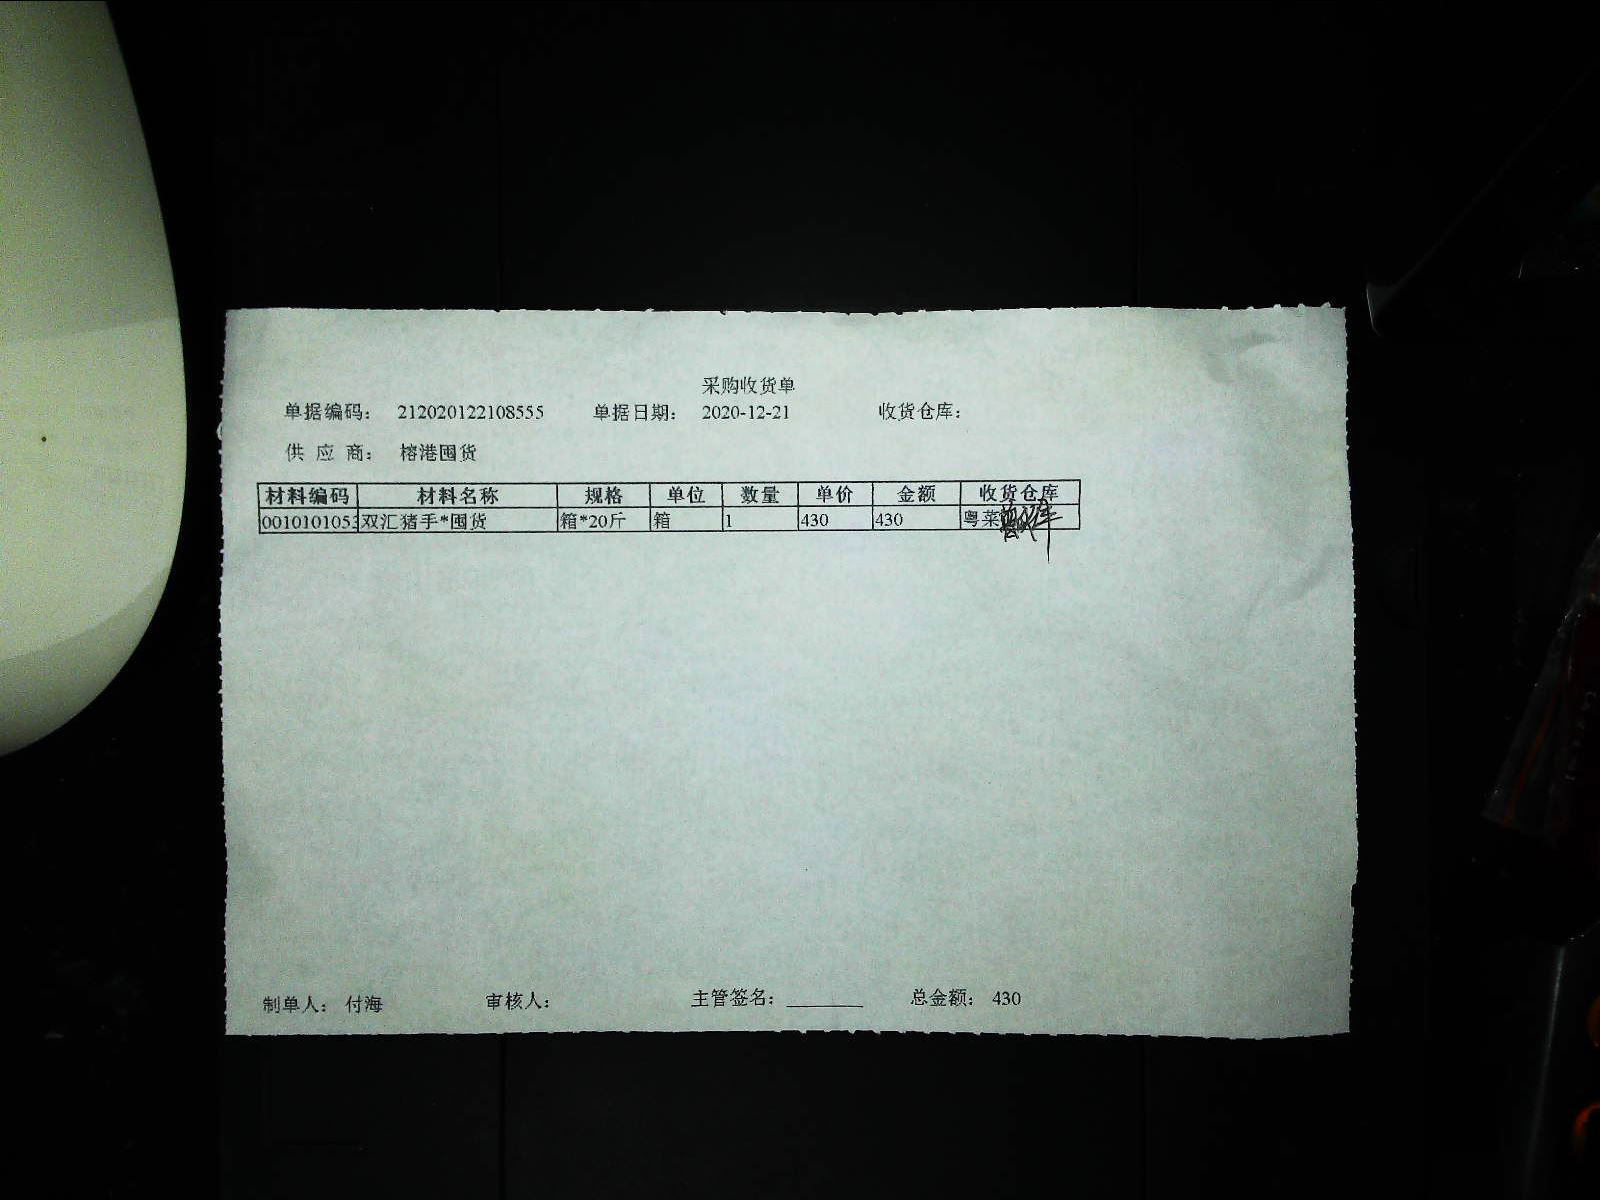 采购收货单
单据编码： 212020122108555 单据日期： 2020-12-21 收货仓库：
供 应 商： 榕港囤货
材料编码 材料名称 规格 单位 数量 单价 金额 收货仓库
0010101053 双汇猪手*囤货 箱*20斤 箱 1 430 430 粤菜
制单人： 付海 审核人： 主管签名： ________ 总金额： 430